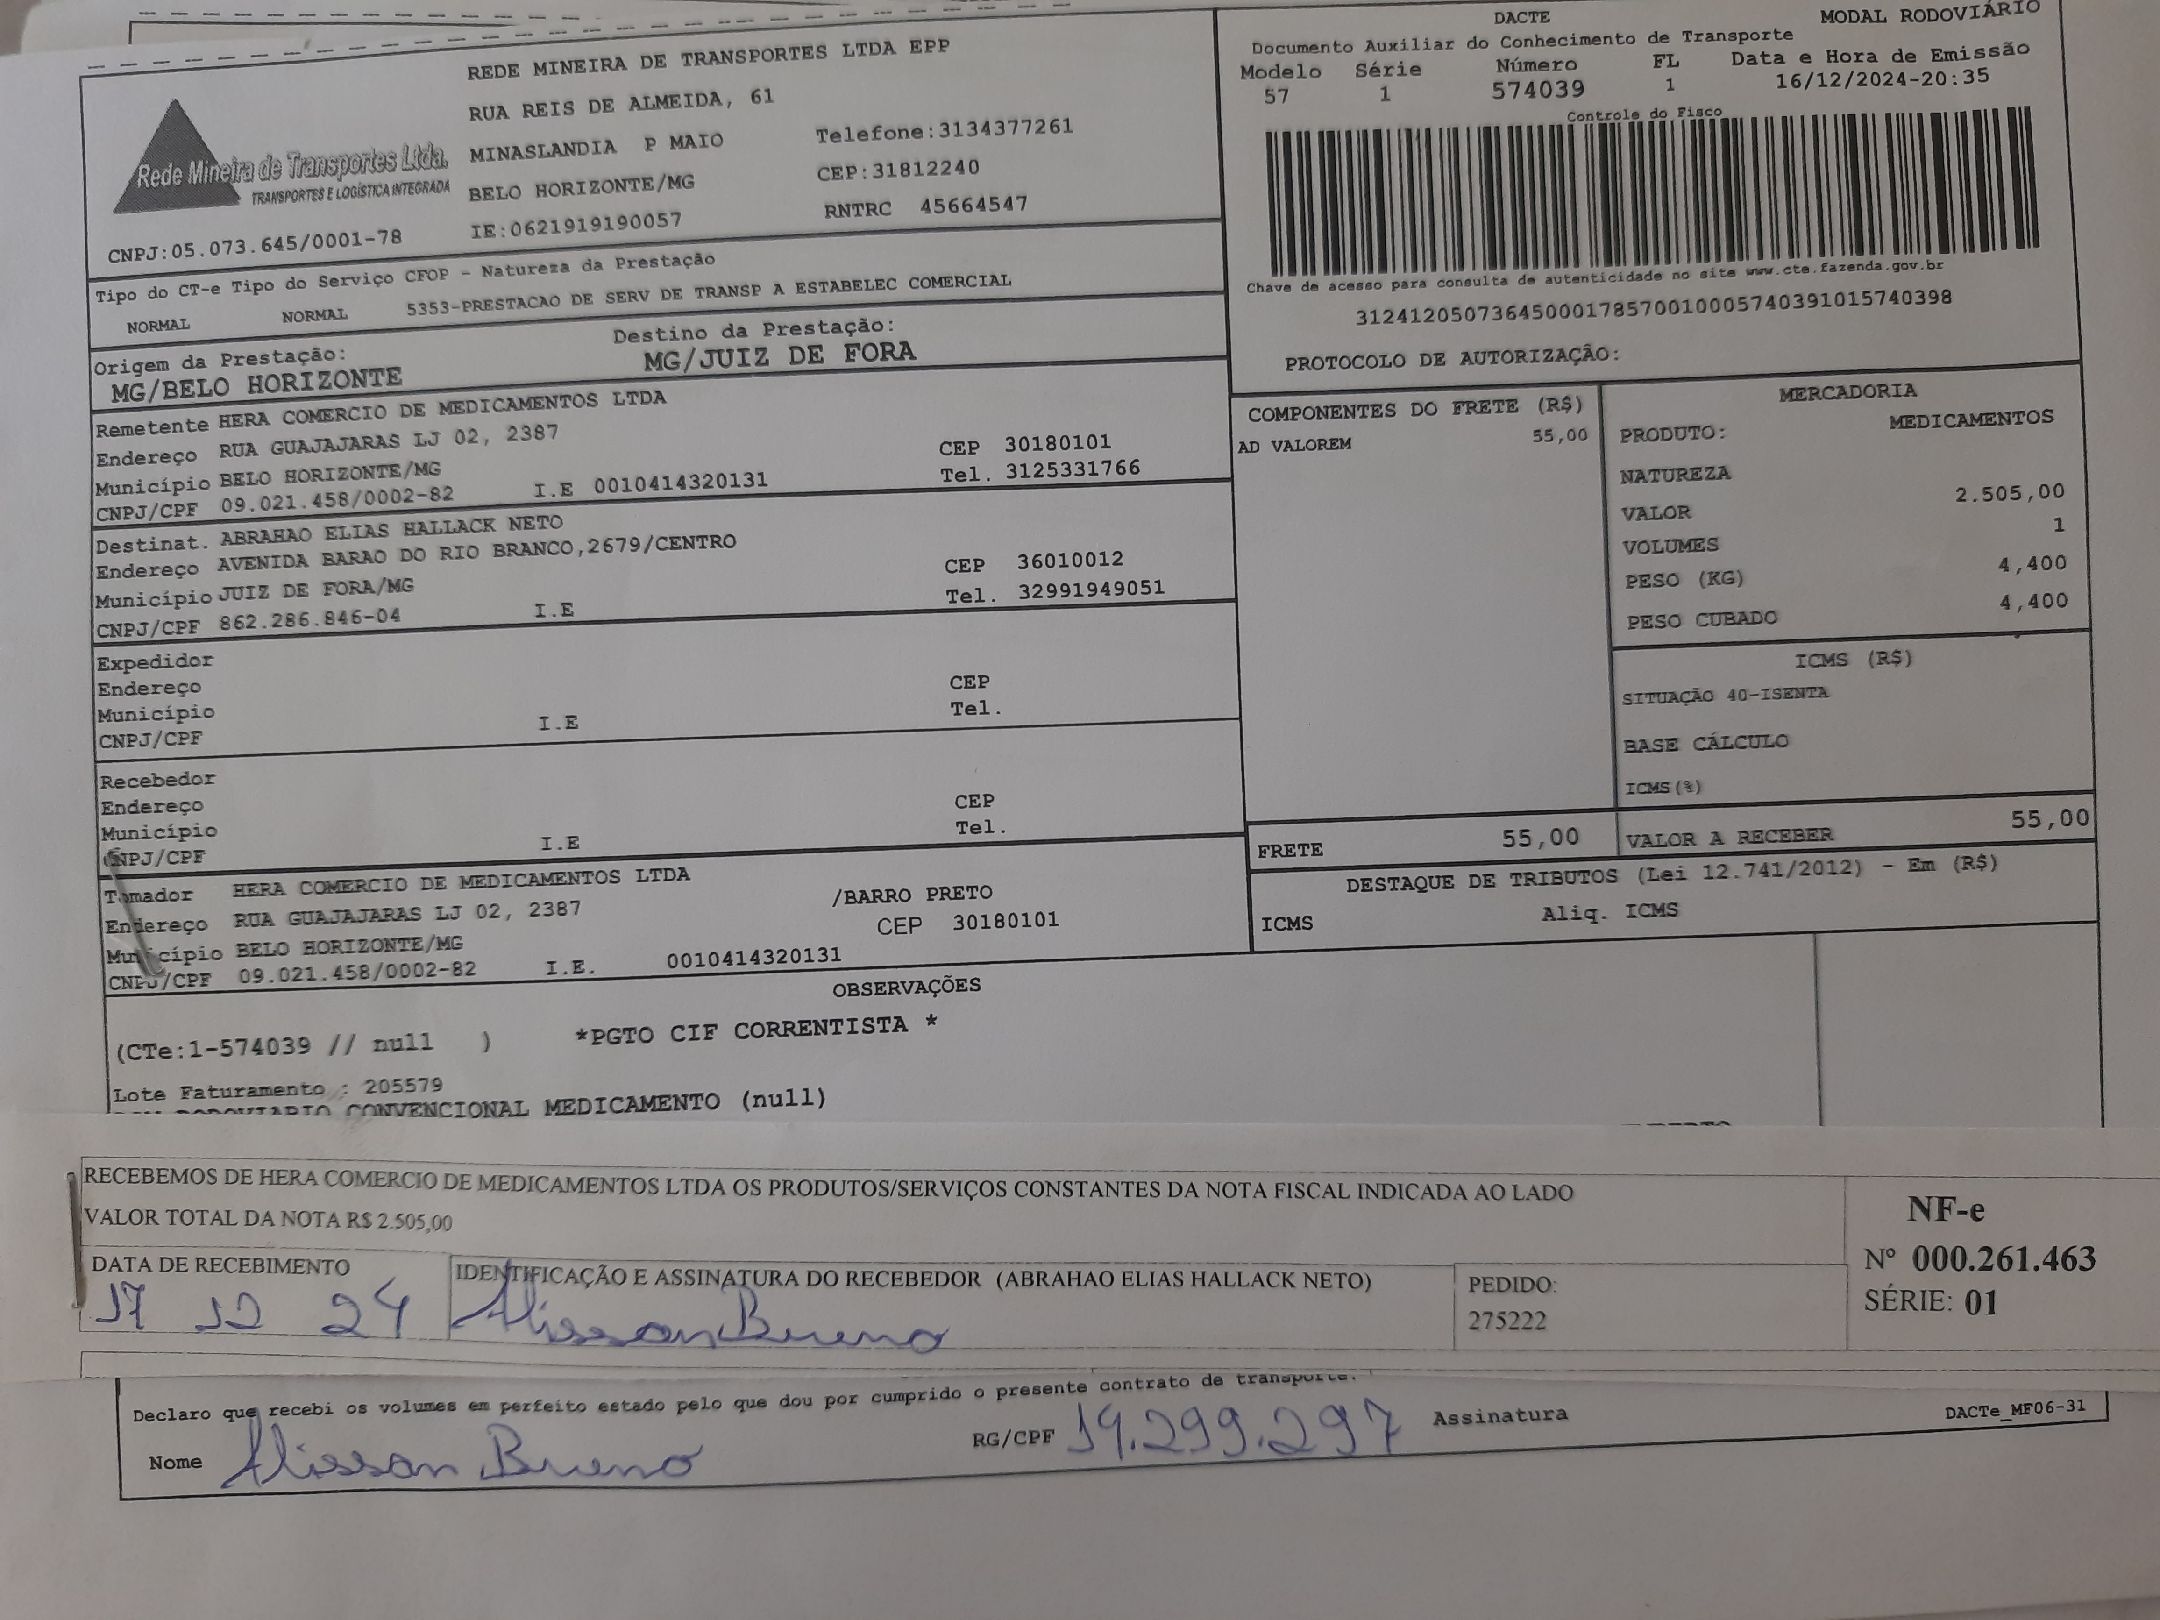 REDE MINEIRA DE TRANSPORTES LTDA EPP
RUA REIS DE ALMEIDA, 61
MINASLANDIA P MAIO Telefone:3134377261
BELO HORIZONTE/MG CEP:31812240
IE:0621919190057 RNTRC 45664547
Rede Mineira de Transportes Ltda.
TRANSPORTES E LOGÍSTICA INTEGRADA
CNPJ:05.073.645/0001-78
DACTE MODAL RODOVIÁRIO
Documento Auxiliar do Conhecimento de Transporte
Modelo Série Número FL Data e Hora de Emissão
57 1 574039 1 16/12/2024-20:35
Controle do Fisco
Chave de acesso para consulta de autenticidade no site www.cte.fazenda.gov.br
31241205073645000178570010005740391015740398
PROTOCOLO DE AUTORIZAÇÃO:
Tipo do CT-e Tipo do Serviço CFOP - Natureza da Prestação
NORMAL NORMAL 5353-PRESTACAO DE SERV DE TRANSP A ESTABELEC COMERCIAL
Origem da Prestação: Destino da Prestação:
MG/BELO HORIZONTE MG/JUIZ DE FORA
Remetente HERA COMERCIO DE MEDICAMENTOS LTDA
Endereço RUA GUAJAJARAS LJ 02, 2387 CEP 30180101
Município BELO HORIZONTE/MG Tel. 3125331766
CNPJ/CPF 09.021.458/0002-82 I.E 0010414320131
Destinat. ABRAHAO ELIAS HALLACK NETO
Endereço AVENIDA BARAO DO RIO BRANCO,2679/CENTRO CEP 36010012
Município JUIZ DE FORA/MG Tel. 32991949051
CNPJ/CPF 862.286.846-04 I.E
Expedidor
Endereço CEP
Município Tel.
CNPJ/CPF I.E
Recebedor
Endereço CEP
Município Tel.
CNPJ/CPF I.E
Tomador HERA COMERCIO DE MEDICAMENTOS LTDA
Endereço RUA GUAJAJARAS LJ 02, 2387 /BARRO PRETO
Município BELO HORIZONTE/MG CEP 30180101
CNPJ/CPF 09.021.458/0002-82 I.E. 0010414320131
COMPONENTES DO FRETE (R$)
AD VALOREM 55,00
MERCADORIA
PRODUTO: MEDICAMENTOS
NATUREZA
VALOR 2.505,00
VOLUMES 1
PESO (KG) 4,400
PESO CUBADO 4,400
ICMS (R$)
SITUAÇÃO 40-ISENTA
BASE CÁLCULO
ICMS(%)
FRETE 55,00 VALOR A RECEBER 55,00
DESTAQUE DE TRIBUTOS (Lei 12.741/2012) - Em (R$)
ICMS Aliq. ICMS
OBSERVAÇÕES
(CTe:1-574039 // null ) *PGTO CIF CORRENTISTA *
Lote Faturamento : 205579
RODOVIARIO CONVENCIONAL MEDICAMENTO (null)
RECEBEMOS DE HERA COMERCIO DE MEDICAMENTOS LTDA OS PRODUTOS/SERVIÇOS CONSTANTES DA NOTA FISCAL INDICADA AO LADO
VALOR TOTAL DA NOTA R$ 2.505,00
DATA DE RECEBIMENTO
17 12 24
IDENTIFICAÇÃO E ASSINATURA DO RECEBEDOR (ABRAHAO ELIAS HALLACK NETO)
Alisson Bueno
PEDIDO:
275222
NF-e
Nº 000.261.463
SÉRIE: 01
Declaro que recebi os volumes em perfeito estado pelo que dou por cumprido o presente contrato de transporte.
Nome Alisson Bueno RG/CPF 19.299.297 Assinatura DACTe_MF06-31